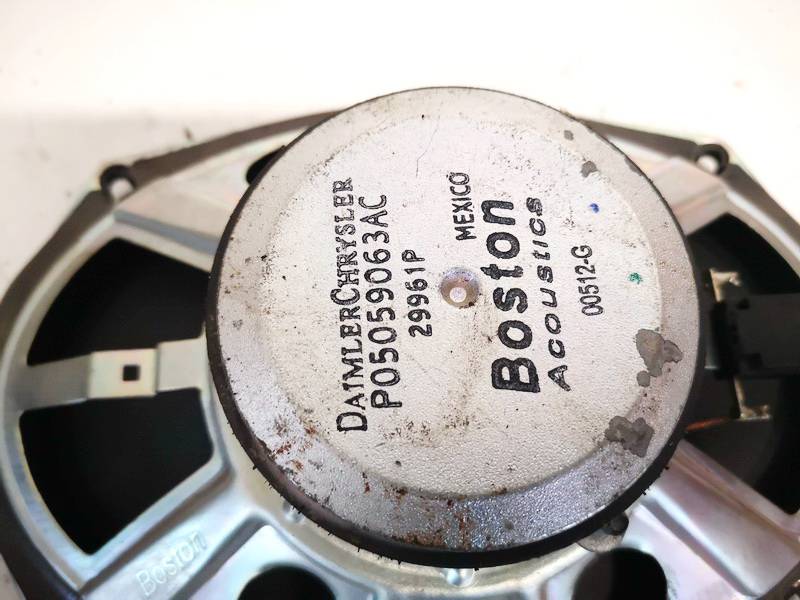 DAIMLERCHRYSLER
P05059063AC
29961P
MEXICO
Boston
Acoustics
00512-G
Boston